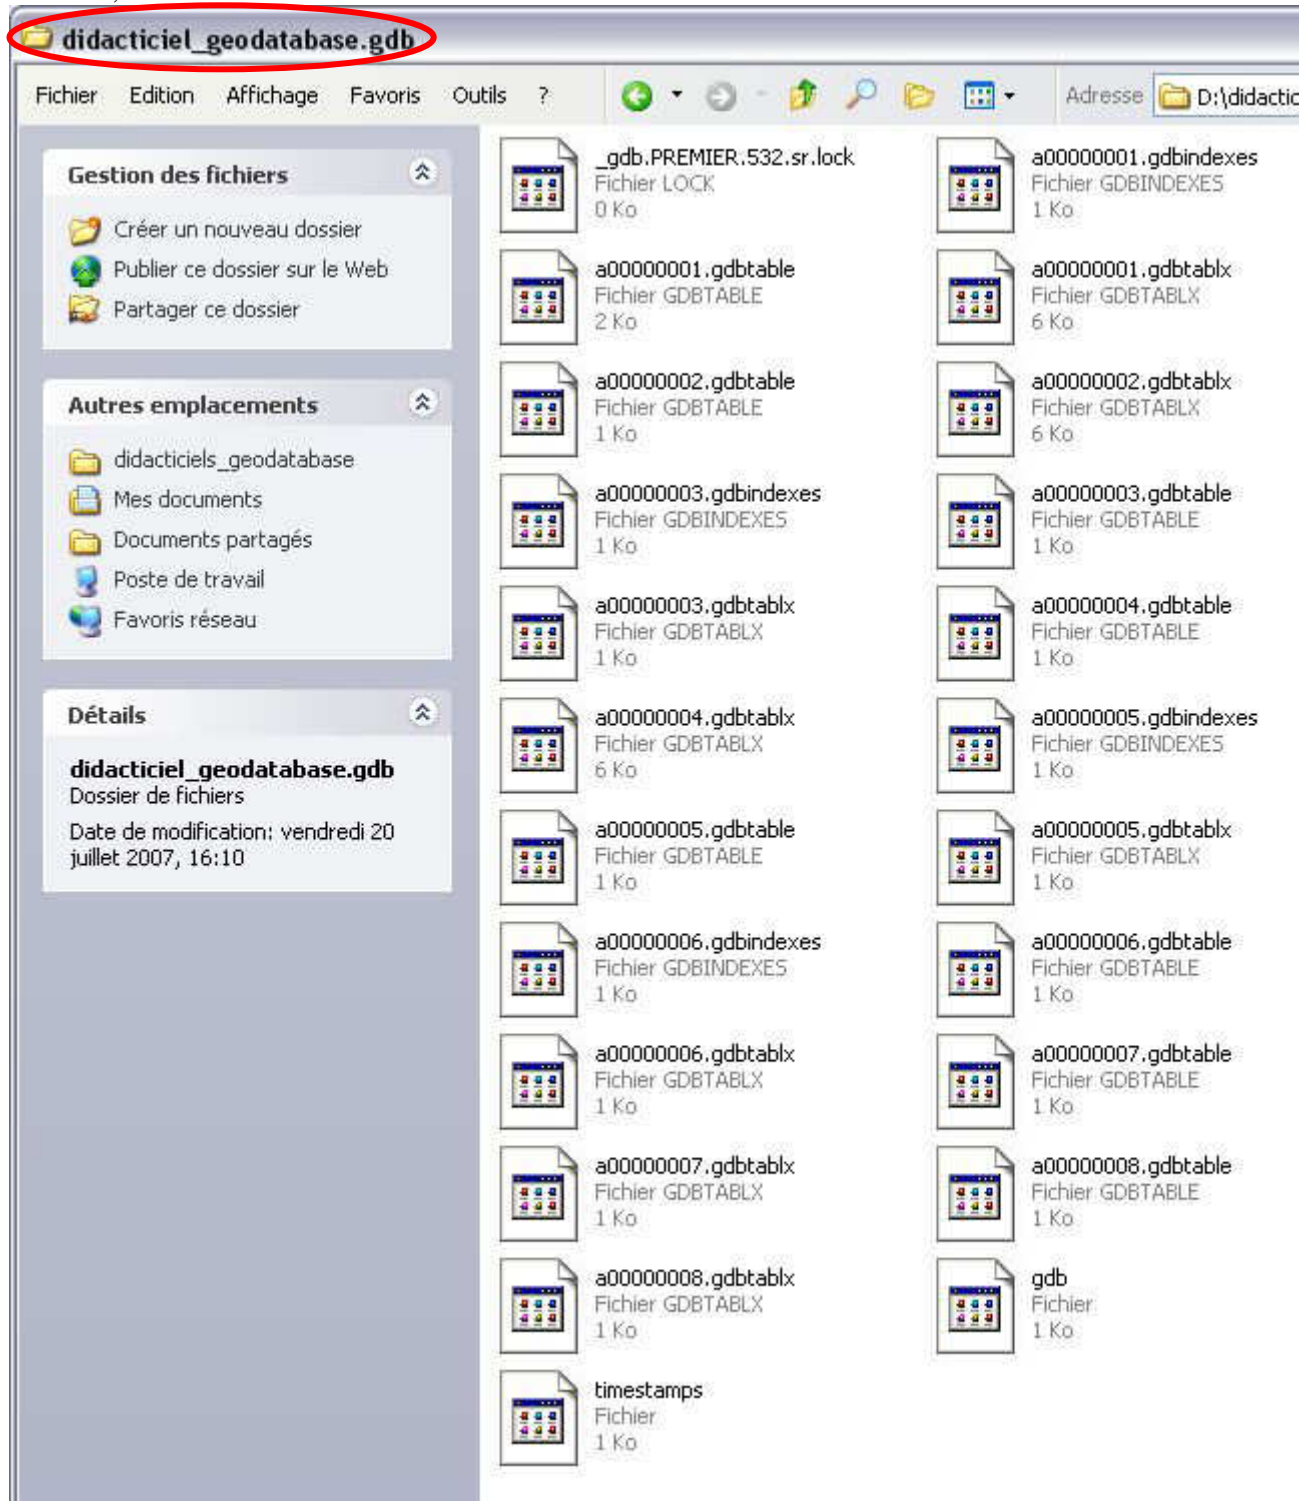 didacticiel_geodatabase.gdb
Fichier Edition Affichage Favoris Outils ? Adresse D:\didactic
Gestion des fichiers
Créer un nouveau dossier
Publier ce dossier sur le Web
Partager ce dossier
Autres emplacements
didacticiels_geodatabase
Mes documents
Documents partagés
Poste de travail
Favoris réseau
Détails
didacticiel_geodatabase.gdb
Dossier de fichiers
Date de modification: vendredi 20
juillet 2007, 16:10
_gdb.PREMIER.532.sr.lock
Fichier LOCK
0 Ko
a00000001.gdbindexes
Fichier GDBINDEXES
1 Ko
a00000001.gdbtable
Fichier GDBTABLE
2 Ko
a00000001.gdbtablx
Fichier GDBTABLX
6 Ko
a00000002.gdbtable
Fichier GDBTABLE
1 Ko
a00000002.gdbtablx
Fichier GDBTABLX
6 Ko
a00000003.gdbindexes
Fichier GDBINDEXES
1 Ko
a00000003.gdbtable
Fichier GDBTABLE
1 Ko
a00000003.gdbtablx
Fichier GDBTABLX
1 Ko
a00000004.gdbtable
Fichier GDBTABLE
1 Ko
a00000004.gdbtablx
Fichier GDBTABLX
6 Ko
a00000005.gdbindexes
Fichier GDBINDEXES
1 Ko
a00000005.gdbtable
Fichier GDBTABLE
1 Ko
a00000005.gdbtablx
Fichier GDBTABLX
1 Ko
a00000006.gdbindexes
Fichier GDBINDEXES
1 Ko
a00000006.gdbtable
Fichier GDBTABLE
1 Ko
a00000006.gdbtablx
Fichier GDBTABLX
1 Ko
a00000007.gdbtable
Fichier GDBTABLE
1 Ko
a00000007.gdbtablx
Fichier GDBTABLX
1 Ko
a00000008.gdbtable
Fichier GDBTABLE
1 Ko
a00000008.gdbtablx
Fichier GDBTABLX
1 Ko
gdb
Fichier
1 Ko
timestamps
Fichier
1 Ko